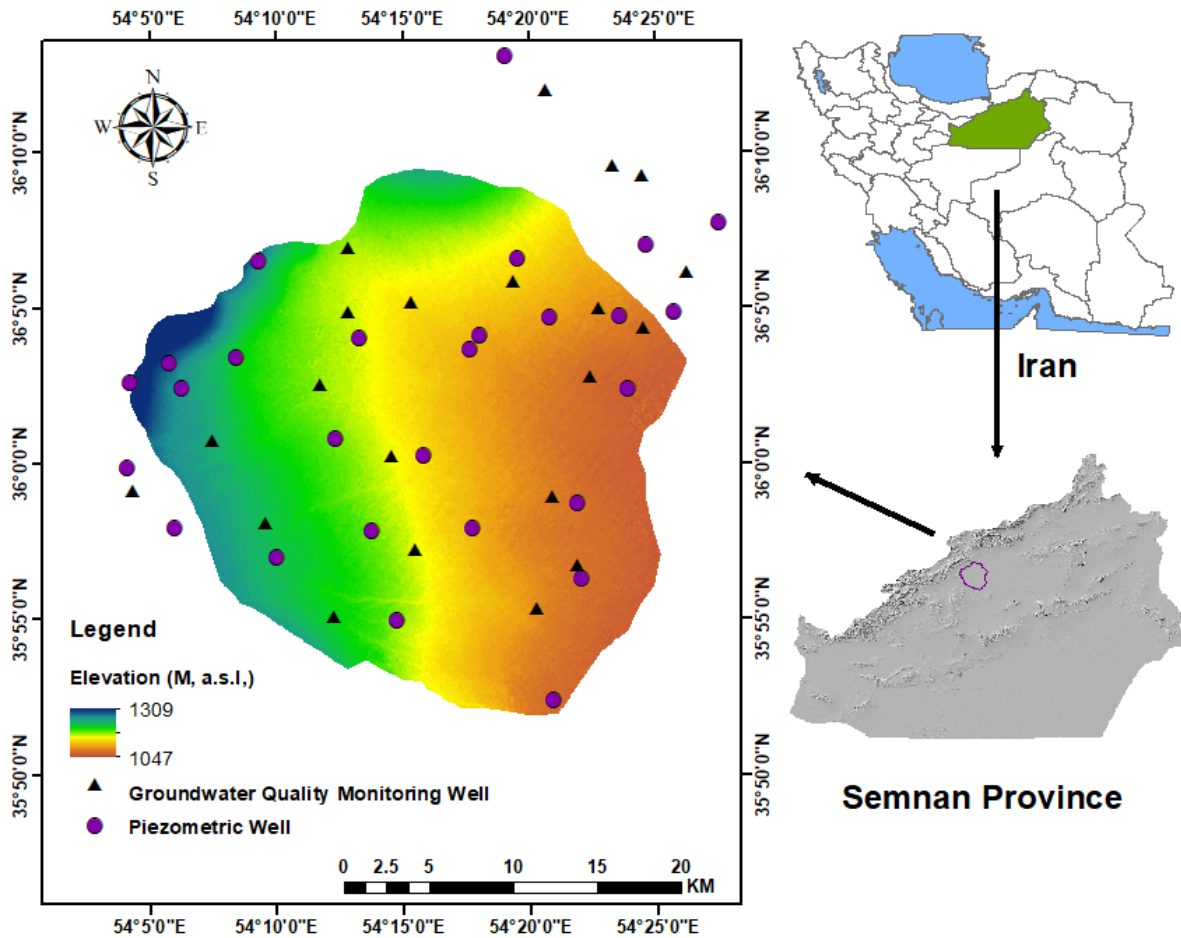 54°5'0"E 54°10'0"E 54°15'0"E 54°20'0"E 54°25'0"E
N
W E
S
36°10'0"N 36°10'0"N
36°5'0"N 36°5'0"N
36°0'0"N 36°0'0"N
35°55'0"N 35°55'0"N
35°50'0"N 35°50'0"N
Legend
Elevation (M, a.s.l,)
1309
1047
Groundwater Quality Monitoring Well
Piezometric Well
0 2.5 5 10 15 20
KM
54°5'0"E 54°10'0"E 54°15'0"E 54°20'0"E 54°25'0"E
Iran
Semnan Province